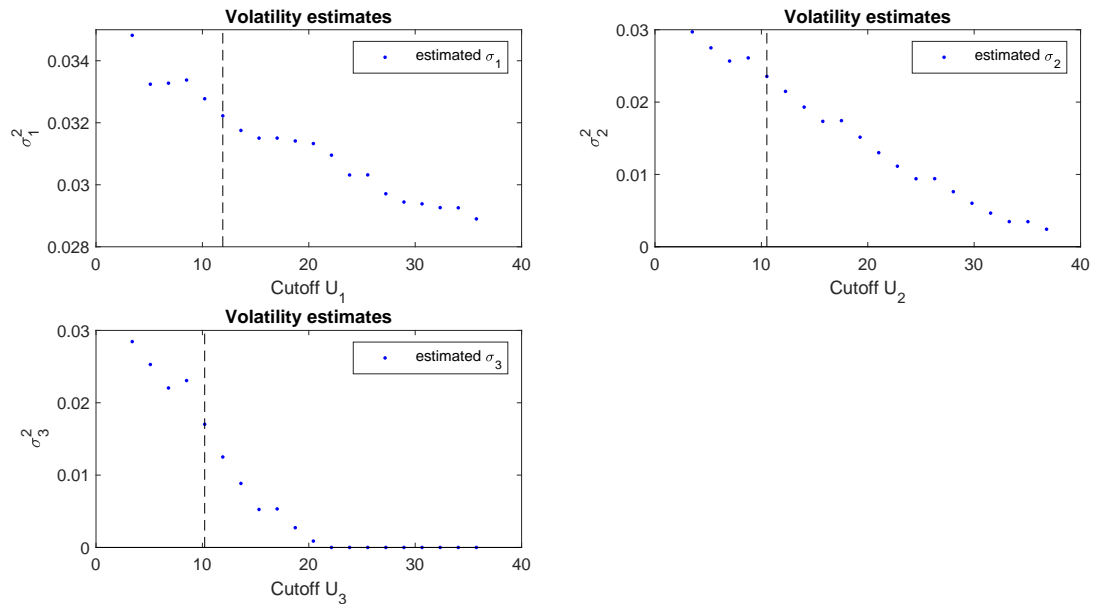 Volatility estimates
estimated σ_1
0.034
0.032
0.03
0.028
σ_1^2
0 10 20 30 40
Cutoff U_1
Volatility estimates
estimated σ_2
0.03
0.02
0.01
0
σ_2^2
0 10 20 30 40
Cutoff U_2
Volatility estimates
estimated σ_3
0.03
0.02
0.01
0
σ_3^2
0 10 20 30 40
Cutoff U_3